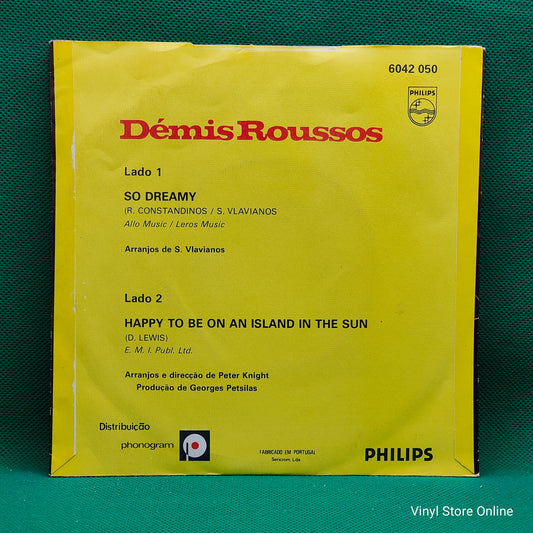 6042 050
PHILIPS
Démis Roussos
Lado 1
SO DREAMY
(R. CONSTANDINOS / S. VLAVIANOS
Allo Music / Leros Music
Arranjos de S. Vlavianos
Lado 2
HAPPY TO BE ON AN ISLAND IN THE SUN
(D. LEWIS)
E. M. I. Publ. Ltd.
Arranjos e direcção de Peter Knight
Produção de Georges Petsilas
Distribuição
phonogram
FABRICADO EM PORTUGAL
Sericrom, Lda.
PHILIPS
Vinyl Store Online